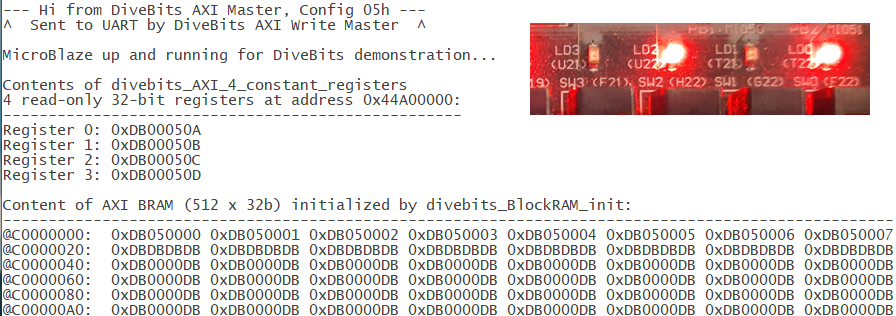 --- Hi from DiveBits AXI Master, Config 05h ---
^  Sent to UART by DiveBits AXI Write Master  ^
MicroBlaze up and running for DiveBits demonstration...
Contents of divebits_AXI_4_constant_registers
4 read-only 32-bit registers at address 0x44A00000:
----------------------------------------------------
Register 0: 0xDB00050A
Register 1: 0xDB00050B
Register 2: 0xDB00050C
Register 3: 0xDB00050D
Content of AXI BRAM (512 x 32b) initialized by divebits_BlockRAM_init:
----------------------------------------------------------------------------------------------------
@C0000000:  0xDB050000 0xDB050001 0xDB050002 0xDB050003 0xDB050004 0xDB050005 0xDB050006 0xDB050007
@C0000020:  0xDBDBDBDB 0xDBDBDBDB 0xDBDBDBDB 0xDBDBDBDB 0xDBDBDBDB 0xDBDBDBDB 0xDBDBDBDB 0xDBDBDBDB
@C0000040:  0xDB0000DB 0xDB0000DB 0xDB0000DB 0xDB0000DB 0xDB0000DB 0xDB0000DB 0xDB0000DB 0xDB0000DB
@C0000060:  0xDB0000DB 0xDB0000DB 0xDB0000DB 0xDB0000DB 0xDB0000DB 0xDB0000DB 0xDB0000DB 0xDB0000DB
@C0000080:  0xDB0000DB 0xDB0000DB 0xDB0000DB 0xDB0000DB 0xDB0000DB 0xDB0000DB 0xDB0000DB 0xDB0000DB
@C00000A0:  0xDB0000DB 0xDB0000DB 0xDB0000DB 0xDB0000DB 0xDB0000DB 0xDB0000DB 0xDB0000DB 0xDB0000DB
LD3 LD2 LD1 LD0
(U21) (U22) (T21) (T22)
SW3 (F21) SW2 (H22) SW1 (G22) SW0 (F22)